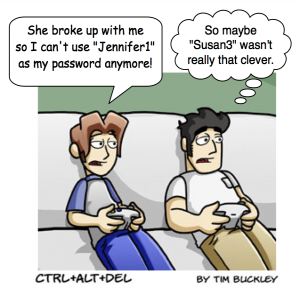 She broke up with me
so I can't use "Jennifer1"
as my password anymore!
So maybe
"Susan3" wasn't
really that clever.
CTRL+ALT+DEL
BY TIM BUCKLEY